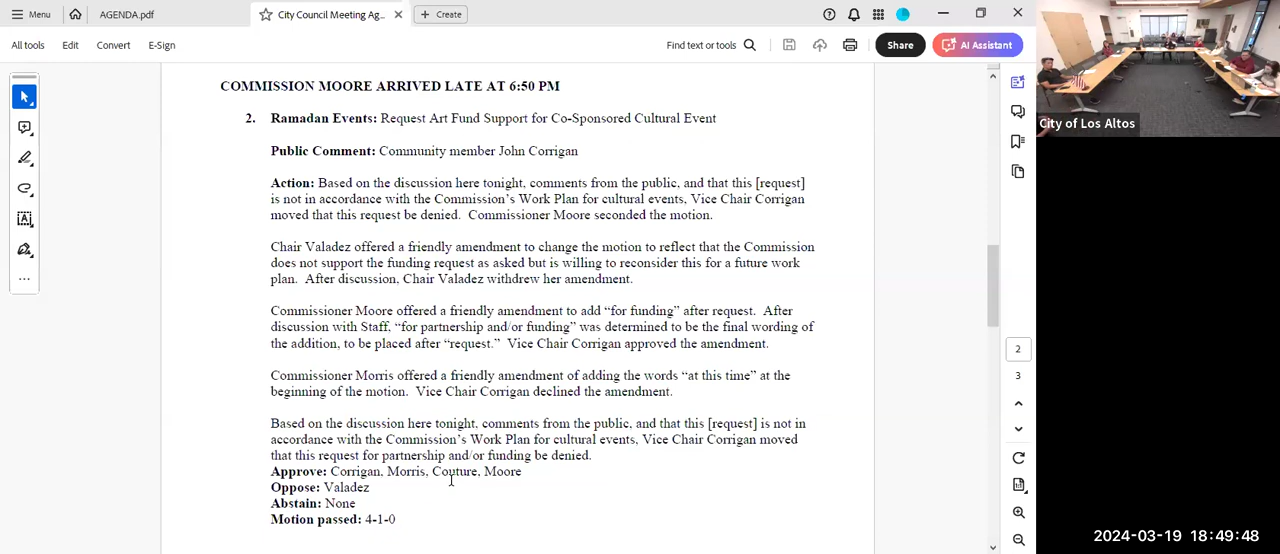 Menu
AGENDA.pdf
City Council Meeting Ag...
Create
All tools
Edit
Convert
E-Sign
Find text or tools
Share
AI Assistant
COMMISSION MOORE ARRIVED LATE AT 6:50 PM
2. Ramadan Events: Request Art Fund Support for Co-Sponsored Cultural Event
Public Comment: Community member John Corrigan
Action: Based on the discussion here tonight, comments from the public, and that this [request]
is not in accordance with the Commission's Work Plan for cultural events, Vice Chair Corrigan
moved that this request be denied. Commissioner Moore seconded the motion.
Chair Valadez offered a friendly amendment to change the motion to reflect that the Commission
does not support the funding request as asked but is willing to reconsider this for a future work
plan. After discussion, Chair Valadez withdrew her amendment.
Commissioner Moore offered a friendly amendment to add “for funding” after request. After
discussion with Staff, “for partnership and/or funding” was determined to be the final wording of
the addition, to be placed after “request.” Vice Chair Corrigan approved the amendment.
Commissioner Morris offered a friendly amendment of adding the words “at this time” at the
beginning of the motion. Vice Chair Corrigan declined the amendment.
Based on the discussion here tonight, comments from the public, and that this [request] is not in
accordance with the Commission's Work Plan for cultural events, Vice Chair Corrigan moved
that this request for partnership and/or funding be denied.
Approve: Corrigan, Morris, Couture, Moore
Oppose: Valadez
Abstain: None
Motion passed: 4-1-0
2
3
City of Los Altos
2024-03-19 18:49:48